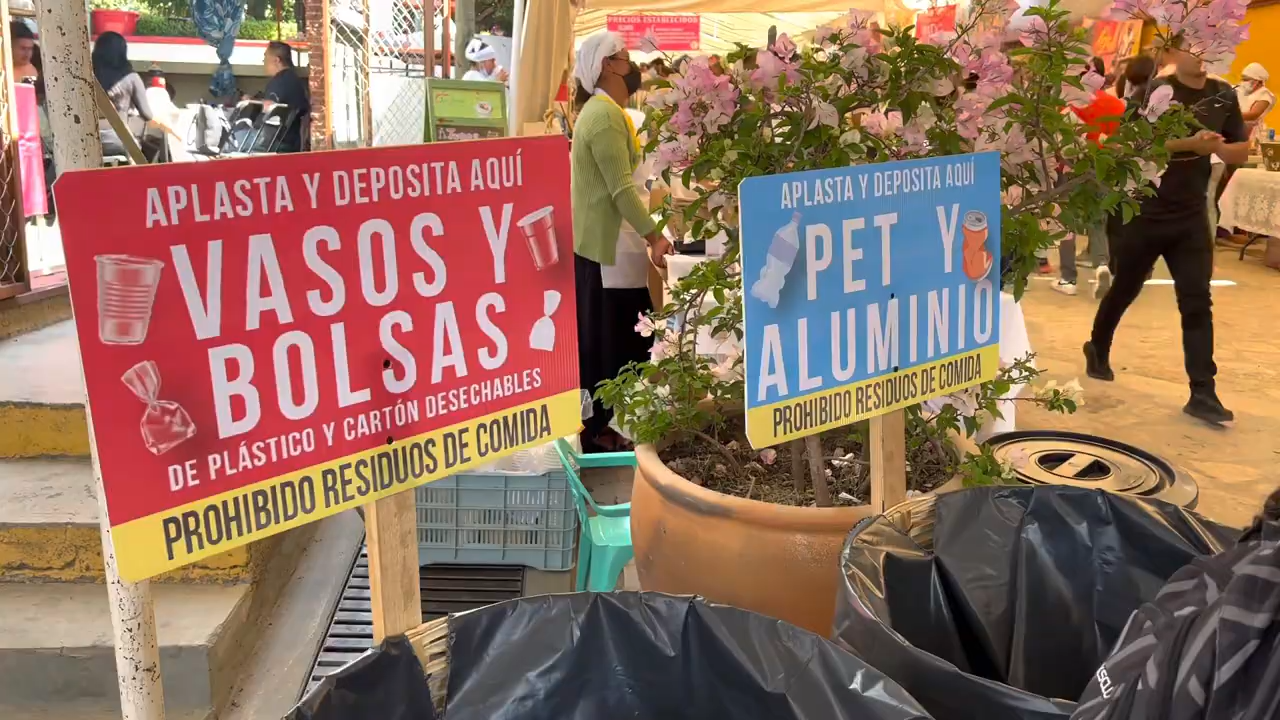 PRECIOS ESTABLECIDOS
APLASTA Y DEPOSITA AQUÍ
VASOS Y
BOLSAS
DE PLÁSTICO Y CARTÓN DESECHABLES
PROHIBIDO RESIDUOS DE COMIDA
APLASTA Y DEPOSITA AQUÍ
PET Y
ALUMINIO
PROHIBIDO RESIDUOS DE COMIDA